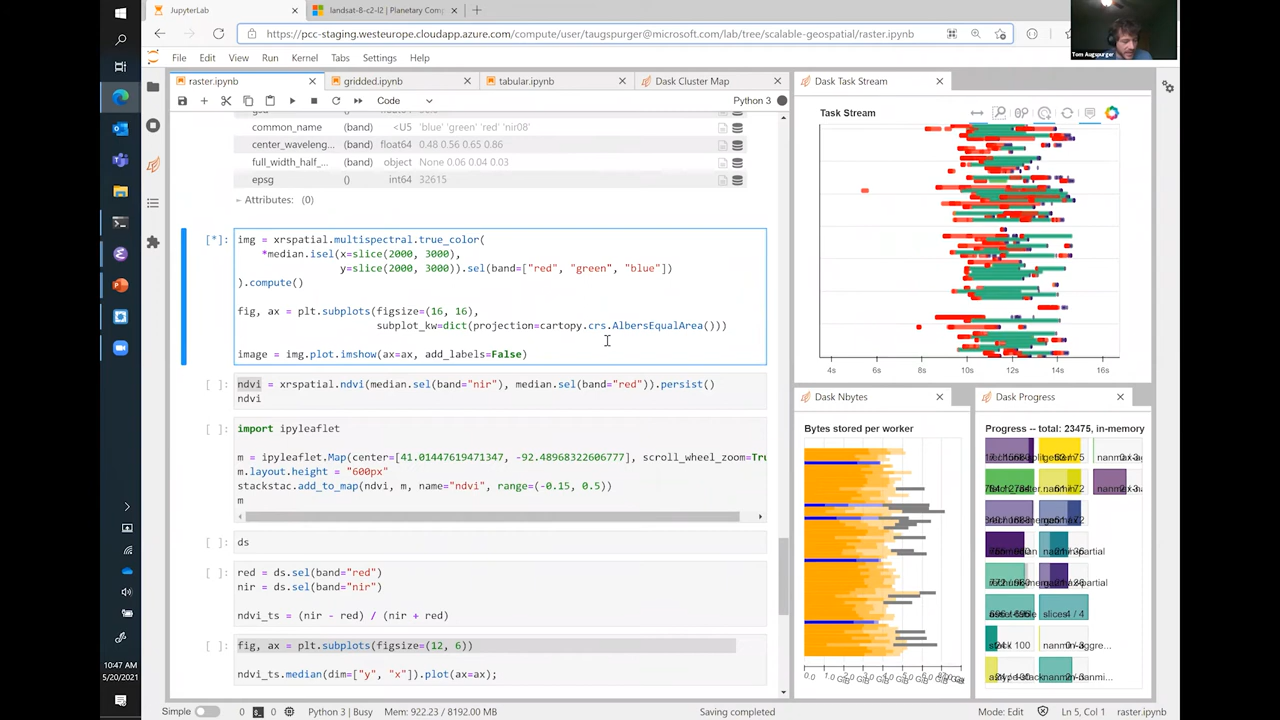 JupyterLab
landsat-8-c2-l2 | Planetary Com
https://pcc-staging.westeurope.cloudapp.azure.com/compute/user/taugspurger@microsoft.com/lab/tree/scalable-geospatial/raster.ipynb
Tom Augspurger
File Edit View Run Kernel Tabs Settings Help
raster.ipynb
gridded.ipynb
tabular.ipynb
Dask Cluster Map
Dask Task Stream
Code
Python 3
Task Stream
common_name (band) <U5 'blue' 'green' 'red' 'nir08'
center_waveleng... (band) float64 0.48 0.56 0.65 0.86
full_width_half_... (band) object None 0.06 0.04 0.03
epsg () int64 32615
Attributes: (0)
[*]: img = xrspatial.multispectral.true_color(
*median.isel(x=slice(2000, 3000),
y=slice(2000, 3000)).sel(band=["red", "green", "blue"])
).compute()
fig, ax = plt.subplots(figsize=(16, 16),
subplot_kw=dict(projection=cartopy.crs.AlbersEqualArea()))
image = img.plot.imshow(ax=ax, add_labels=False)
4s 6s 8s 10s 12s 14s 16s
[ ]: ndvi = xrspatial.ndvi(median.sel(band="nir"), median.sel(band="red")).persist()
ndvi
Dask Nbytes
Dask Progress
Bytes stored per worker
Progress -- total: 23475, in-memory
[ ]: import ipyleaflet
m = ipyleaflet.Map(center=[41.01447619471347, -92.48968322606777], scroll_wheel_zoom=Tru
m.layout.height =
stackstac.add_to_map(ndvi, m, name="ndvi", range=(-0.15, 0.5))
m
[ ]: ds
[ ]: red = ds.sel(band="red")
nir = ds.sel(band="nir")
ndvi_ts = (nir - red) / (nir + red)
[ ]: fig, ax = plt.subplots(figsize=(12, 6))
ndvi_ts.median(dim=["y", "x"]).plot(ax=ax);
slices4 / 4
10:47 AM
5/20/2021
Simple 0 0 Python 3 | Busy Mem: 922.23 / 8192.00 MB Saving completed Mode: Edit Ln 5, Col 1 raster.ipynb